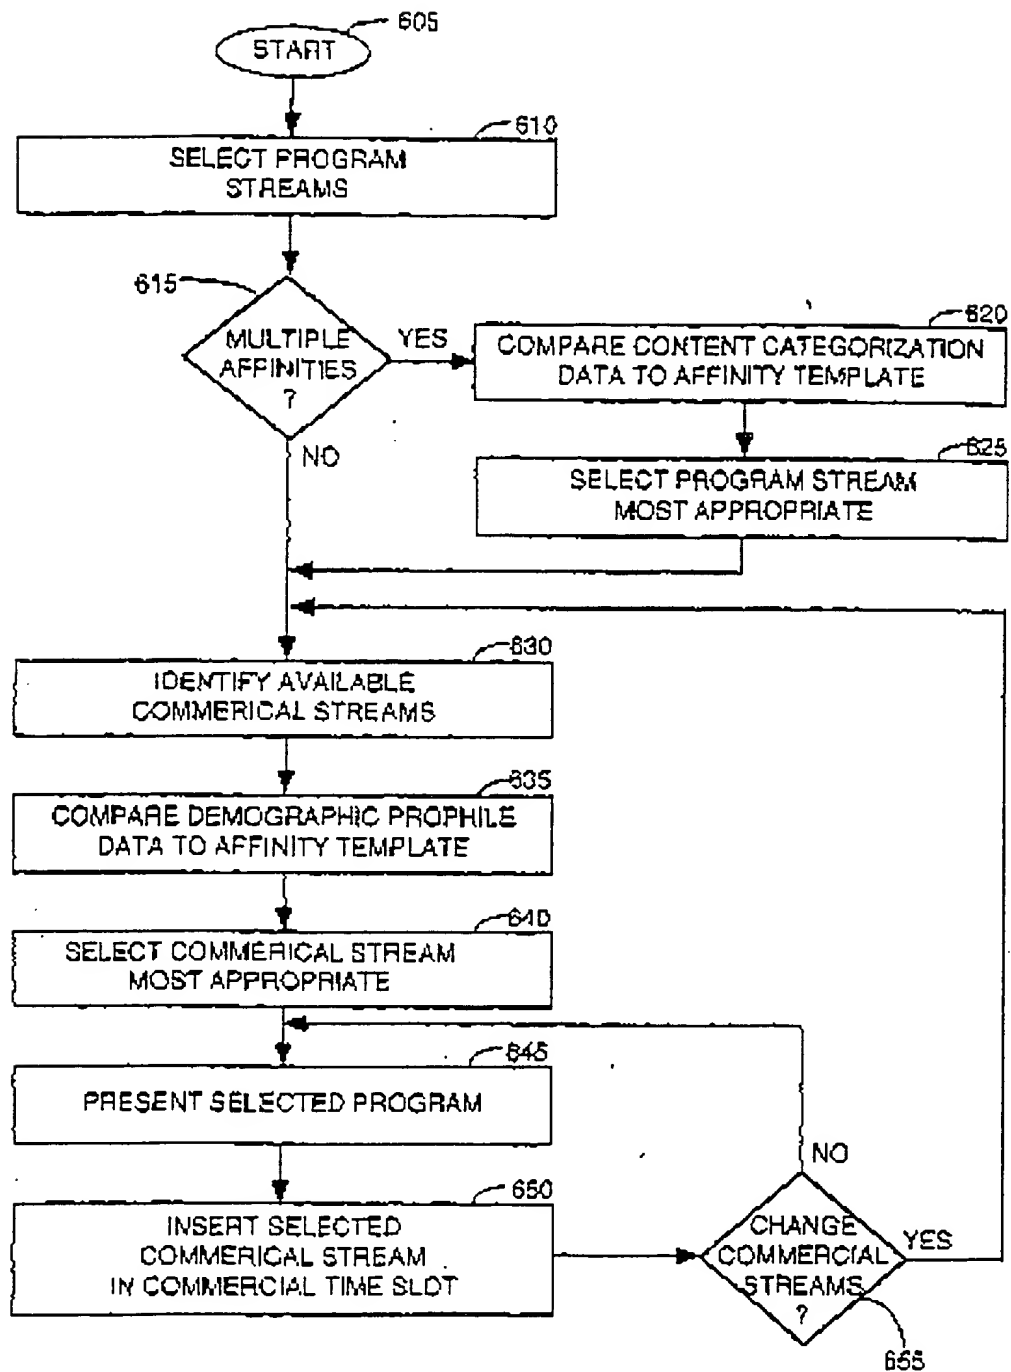 605
START
610
SELECT PROGRAM
STREAMS
615
MULTIPLE
AFFINITIES
?
YES
NO
620
COMPARE CONTENT CATEGORIZATION
DATA TO AFFINITY TEMPLATE
625
SELECT PROGRAM STREAM
MOST APPROPRIATE
630
IDENTIFY AVAILABLE
COMMERICAL STREAMS
635
COMPARE DEMOGRAPHIC PROPHILE
DATA TO AFFINITY TEMPLATE
640
SELECT COMMERICAL STREAM
MOST APPROPRIATE
645
PRESENT SELECTED PROGRAM
650
INSERT SELECTED
COMMERICAL STREAM
IN COMMERCIAL TIME SLOT
NO
CHANGE
COMMERCIAL
STREAMS
?
YES
655